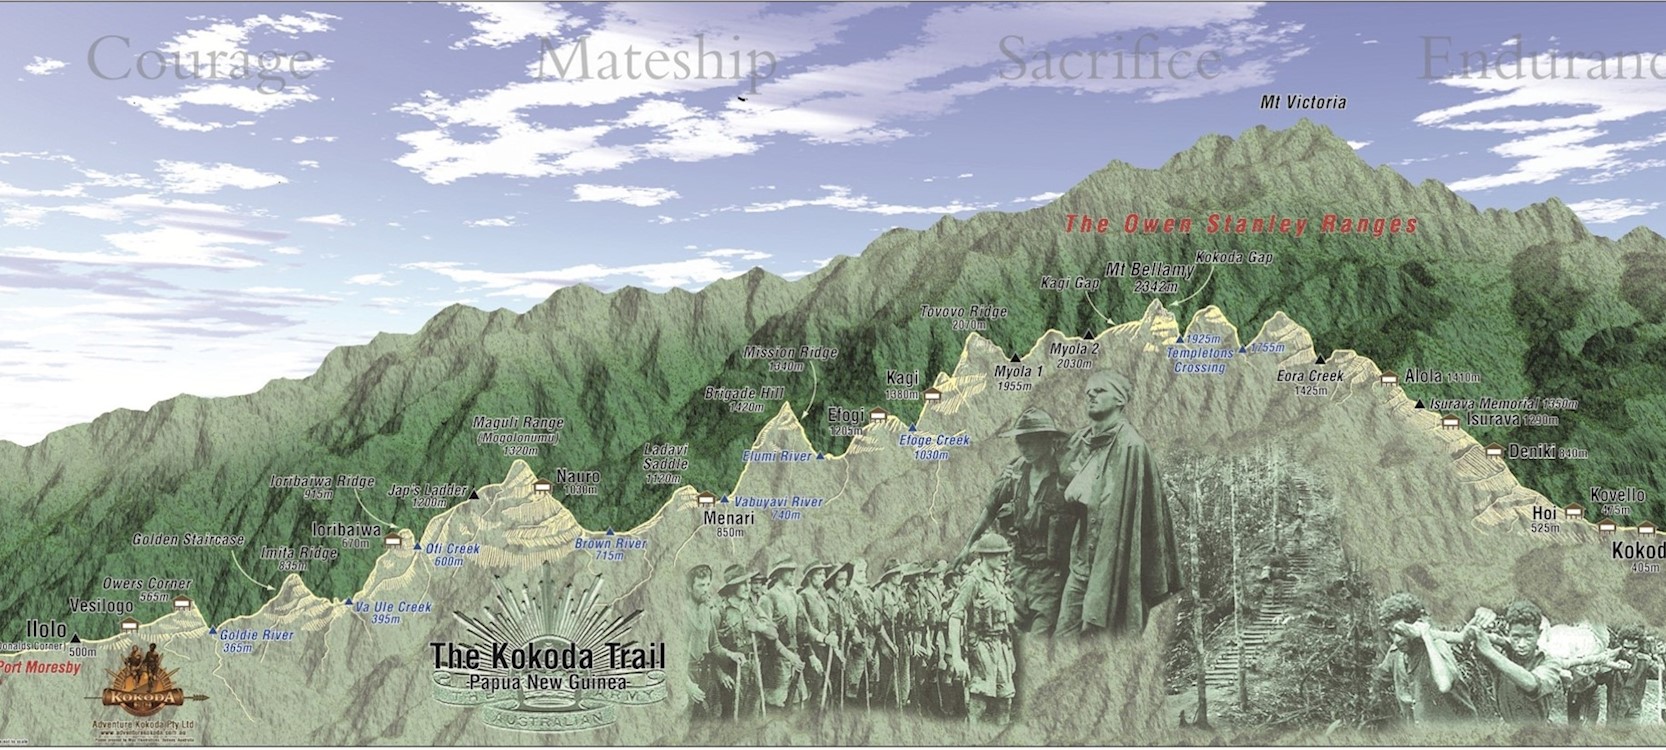 Courage
Mateship
Sacrifice
Enduranc
Mt Victoria
The Owen Stanley Ranges
Kokoda Gap
Mt Bellamy
2342m
Kagi Gap
Tovovo Ridge
2070m
Myola 2
2030m
Myola 1
1955m
1925m
Templetons
Crossing
1755m
Eora Creek
1425m
Alola 1410m
Isurava Memorial 1350m
Isurava 1290m
Deniki 840m
Kovello
475m
Hoi
525m
Kokod
405m
Mission Ridge
1340m
Brigade Hill
1420m
Kagi
1380m
Efogi
1205m
Efoge Creek
1030m
Elumi River
Maguli Range
(Mogolonumu)
1320m
Ladavi
Saddle
1120m
Vabuyavi River
740m
Menari
850m
Nauro
1030m
Brown River
715m
Ioribaiwa Ridge
915m
Jap's Ladder
1200m
Ioribaiwa
670m
Ofi Creek
600m
Golden Staircase
Imita Ridge
835m
Va Ule Creek
395m
Owers Corner
565m
Vesilogo
Goldie River
365m
Ilolo
onalds Corner)
500m
Port Moresby
The Kokoda Trail
-Papua New Guinea-
AUSTRALIAN
KOKODA
Adventure Kokoda Pty Ltd
www.adventurekokoda.com.au